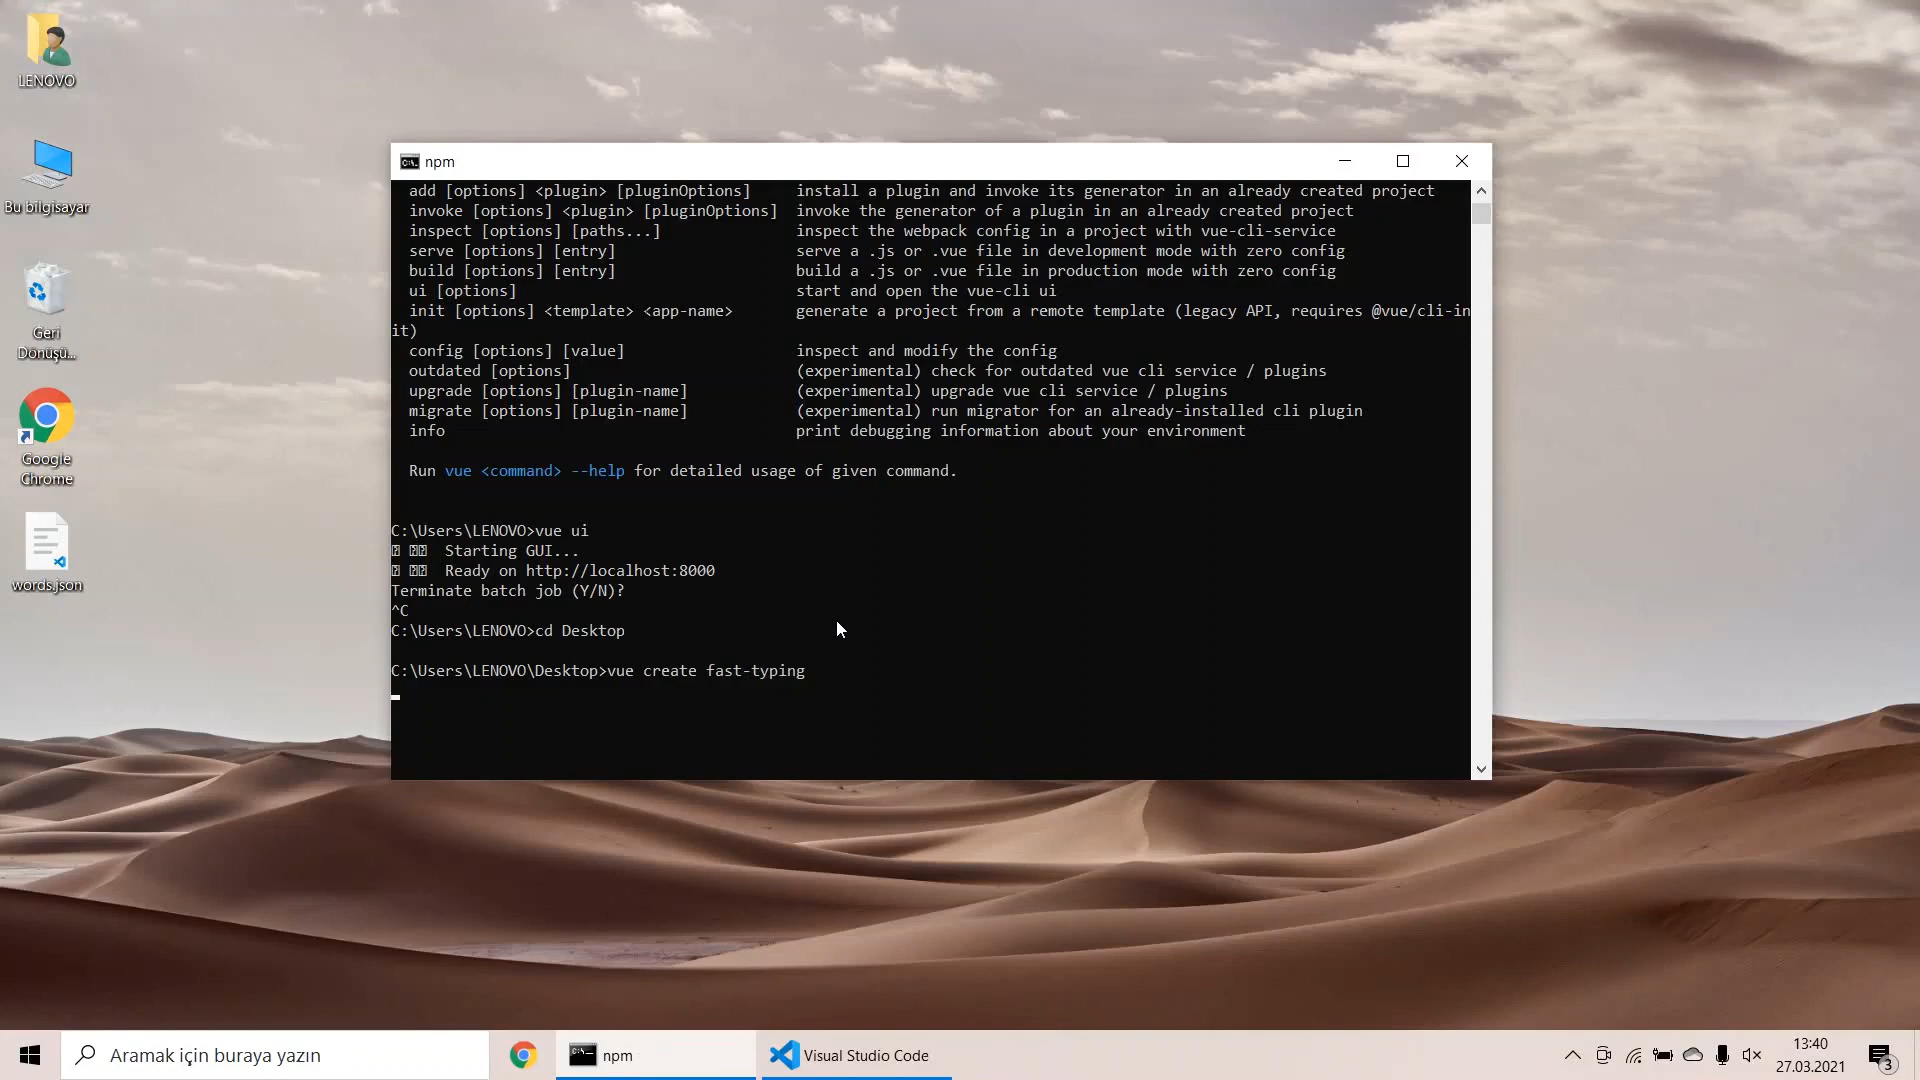 LENOVO
Bu bilgisayar
Geri
Dönüşü...
Google
Chrome
words.json
npm
add [options] <plugin> [pluginOptions]     install a plugin and invoke its generator in an already created project
invoke [options] <plugin> [pluginOptions]  invoke the generator of a plugin in an already created project
inspect [options] [paths...]               inspect the webpack config in a project with vue-cli-service
serve [options] [entry]                    serve a .js or .vue file in development mode with zero config
build [options] [entry]                    build a .js or .vue file in production mode with zero config
ui [options]                               start and open the vue-cli ui
init [options] <template> <app-name>       generate a project from a remote template (legacy API, requires @vue/cli-in
it)
config [options] [value]                   inspect and modify the config
outdated [options]                         (experimental) check for outdated vue cli service / plugins
upgrade [options] [plugin-name]            (experimental) upgrade vue cli service / plugins
migrate [options] [plugin-name]            (experimental) run migrator for an already-installed cli plugin
info                                       print debugging information about your environment
Run vue <command> --help for detailed usage of given command.
C:\Users\LENOVO>vue ui
Starting GUI...
Ready on http://localhost:8000
Terminate batch job (Y/N)?
^C
C:\Users\LENOVO>cd Desktop
C:\Users\LENOVO\Desktop>vue create fast-typing
Aramak için buraya yazın
npm
Visual Studio Code
13:40
27.03.2021
3